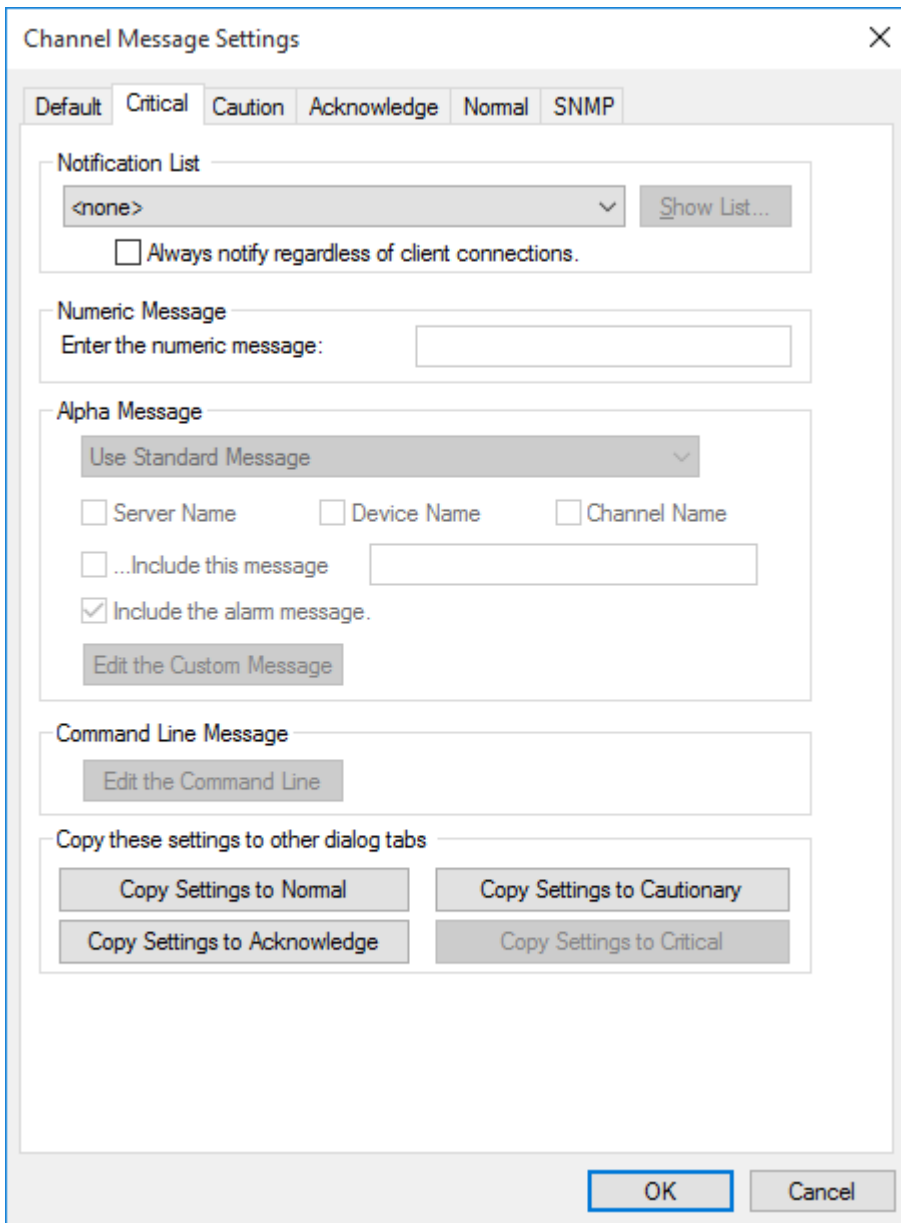 Channel Message Settings
Default Critical Caution Acknowledge Normal SNMP
Notification List
<none> Show List...
Always notify regardless of client connections.
Numeric Message
Enter the numeric message:
Alpha Message
Use Standard Message
Server Name Device Name Channel Name
...Include this message
Include the alarm message.
Edit the Custom Message
Command Line Message
Edit the Command Line
Copy these settings to other dialog tabs
Copy Settings to Normal Copy Settings to Cautionary
Copy Settings to Acknowledge Copy Settings to Critical
OK Cancel